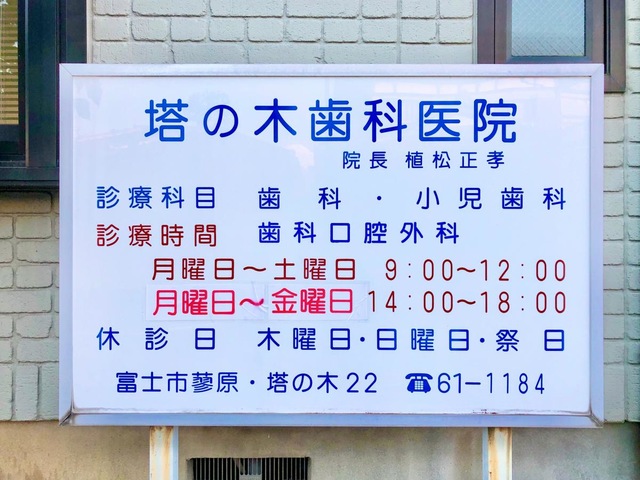 塔の木歯科医院
院長 植松正孝
診療科目 歯科・小児歯科
歯科口腔外科
診療時間
月曜日〜土曜日 9:00〜12:00
月曜日〜金曜日 14:00〜18:00
休診日 木曜日・日曜日・祭日
富士市蓼原・塔の木22 ☎61-1184